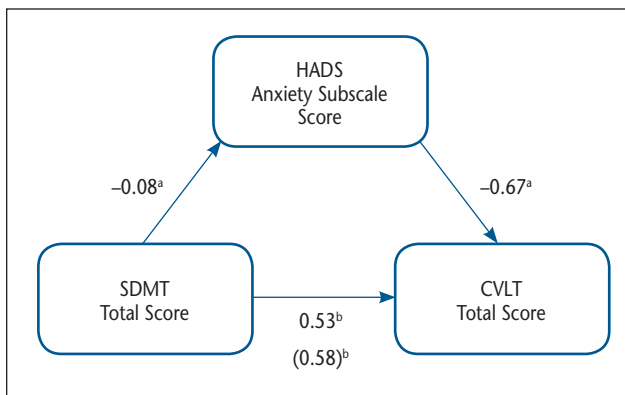 HADS
Anxiety Subscale
Score
–0.08ᵃ
–0.67ᵃ
SDMT
Total Score
0.53ᵇ
(0.58)ᵇ
CVLT
Total Score